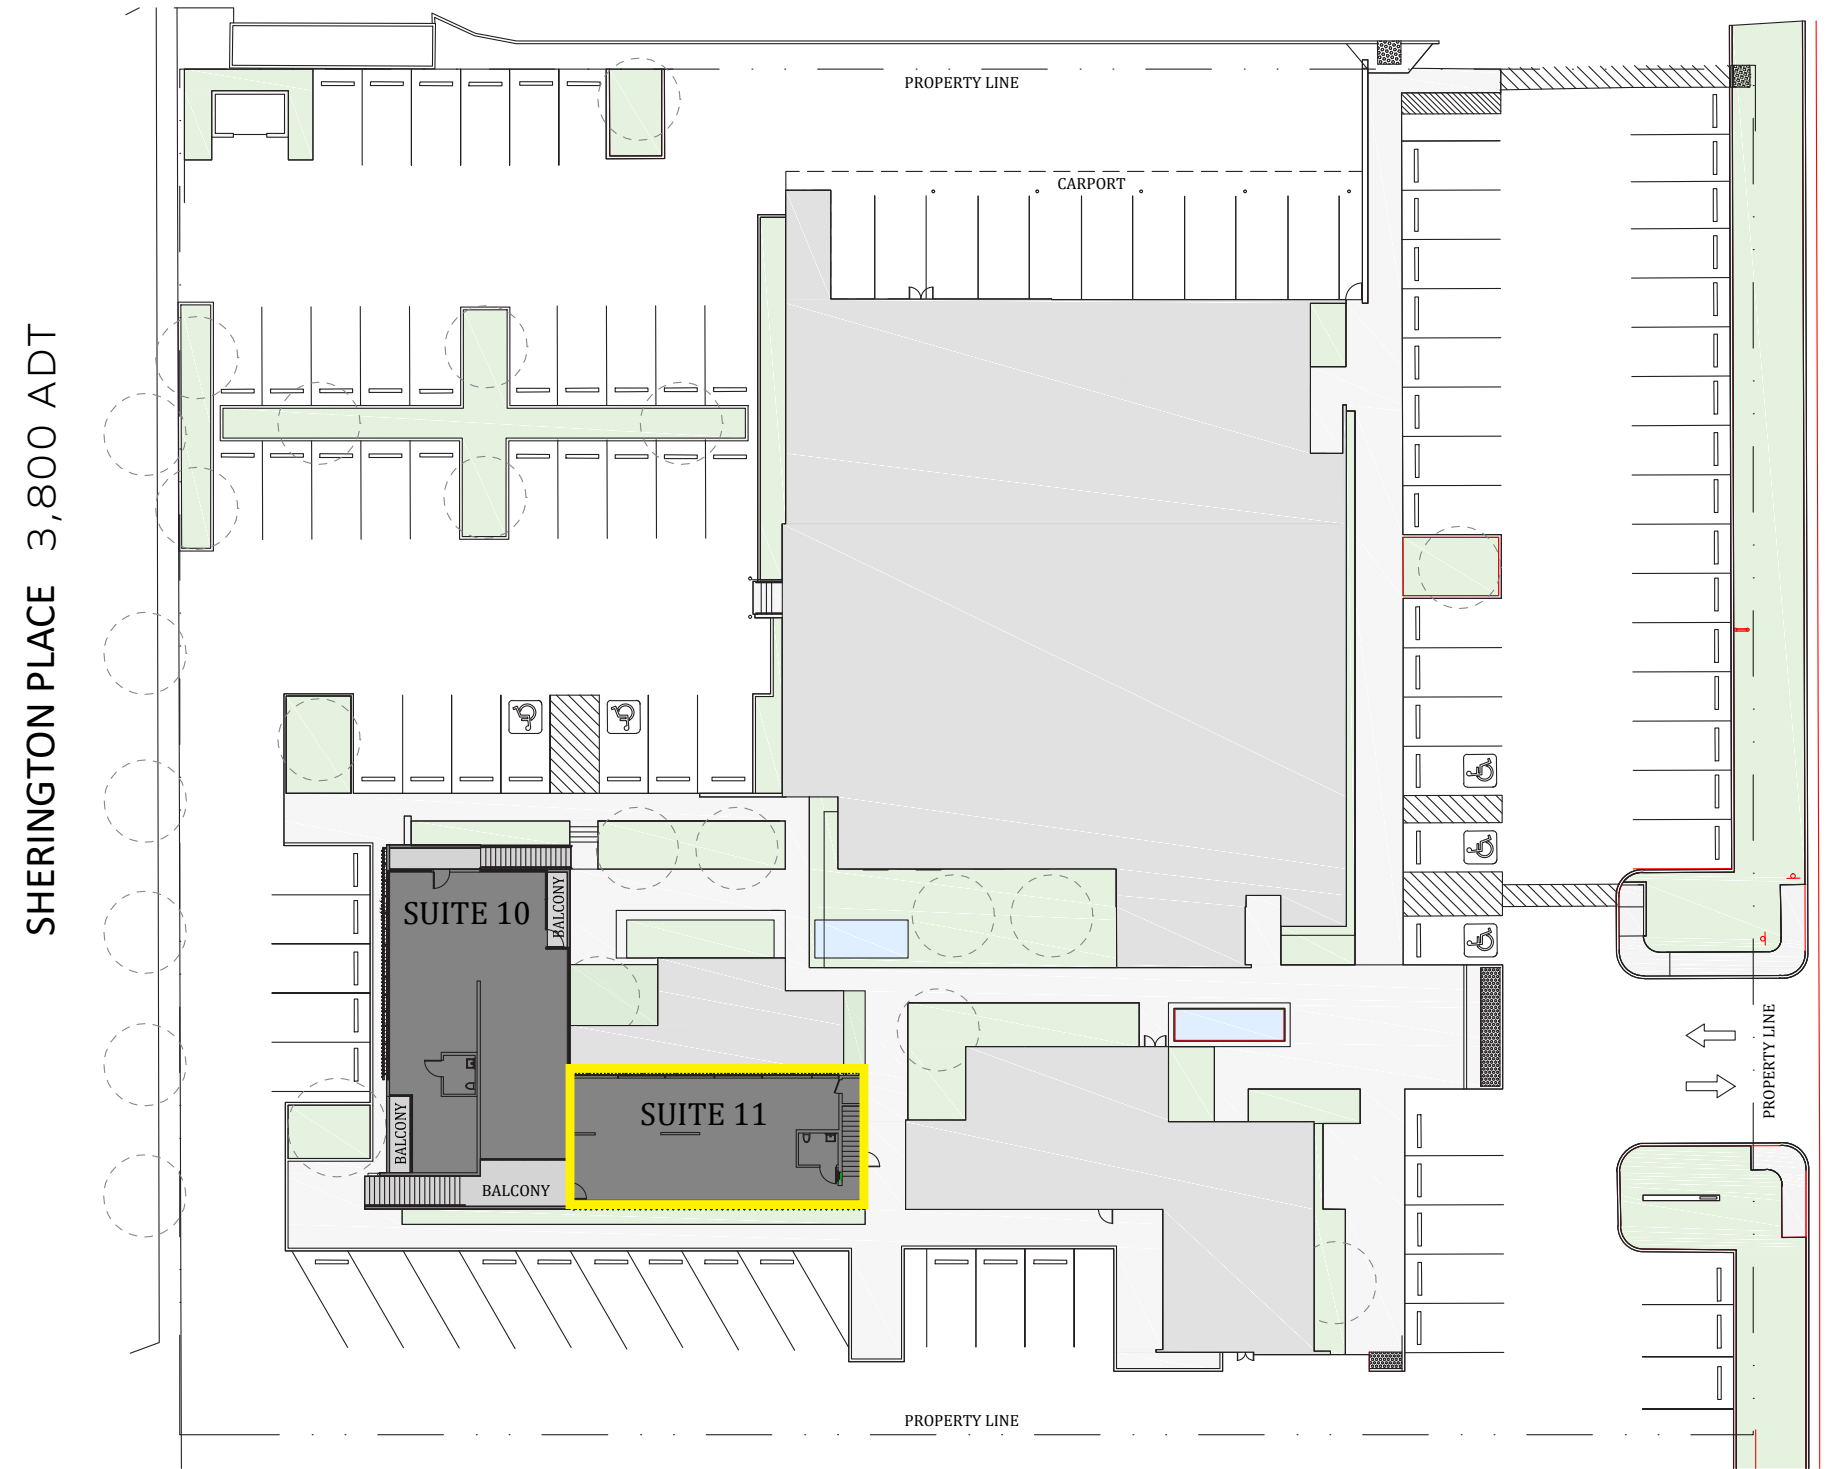 PROPERTY LINE
CARPORT
SHERINGTON PLACE 3,800 ADT
SUITE 10
BALCONY
PROPERTY LINE
SUITE 11
BALCONY
BALCONY
PROPERTY LINE